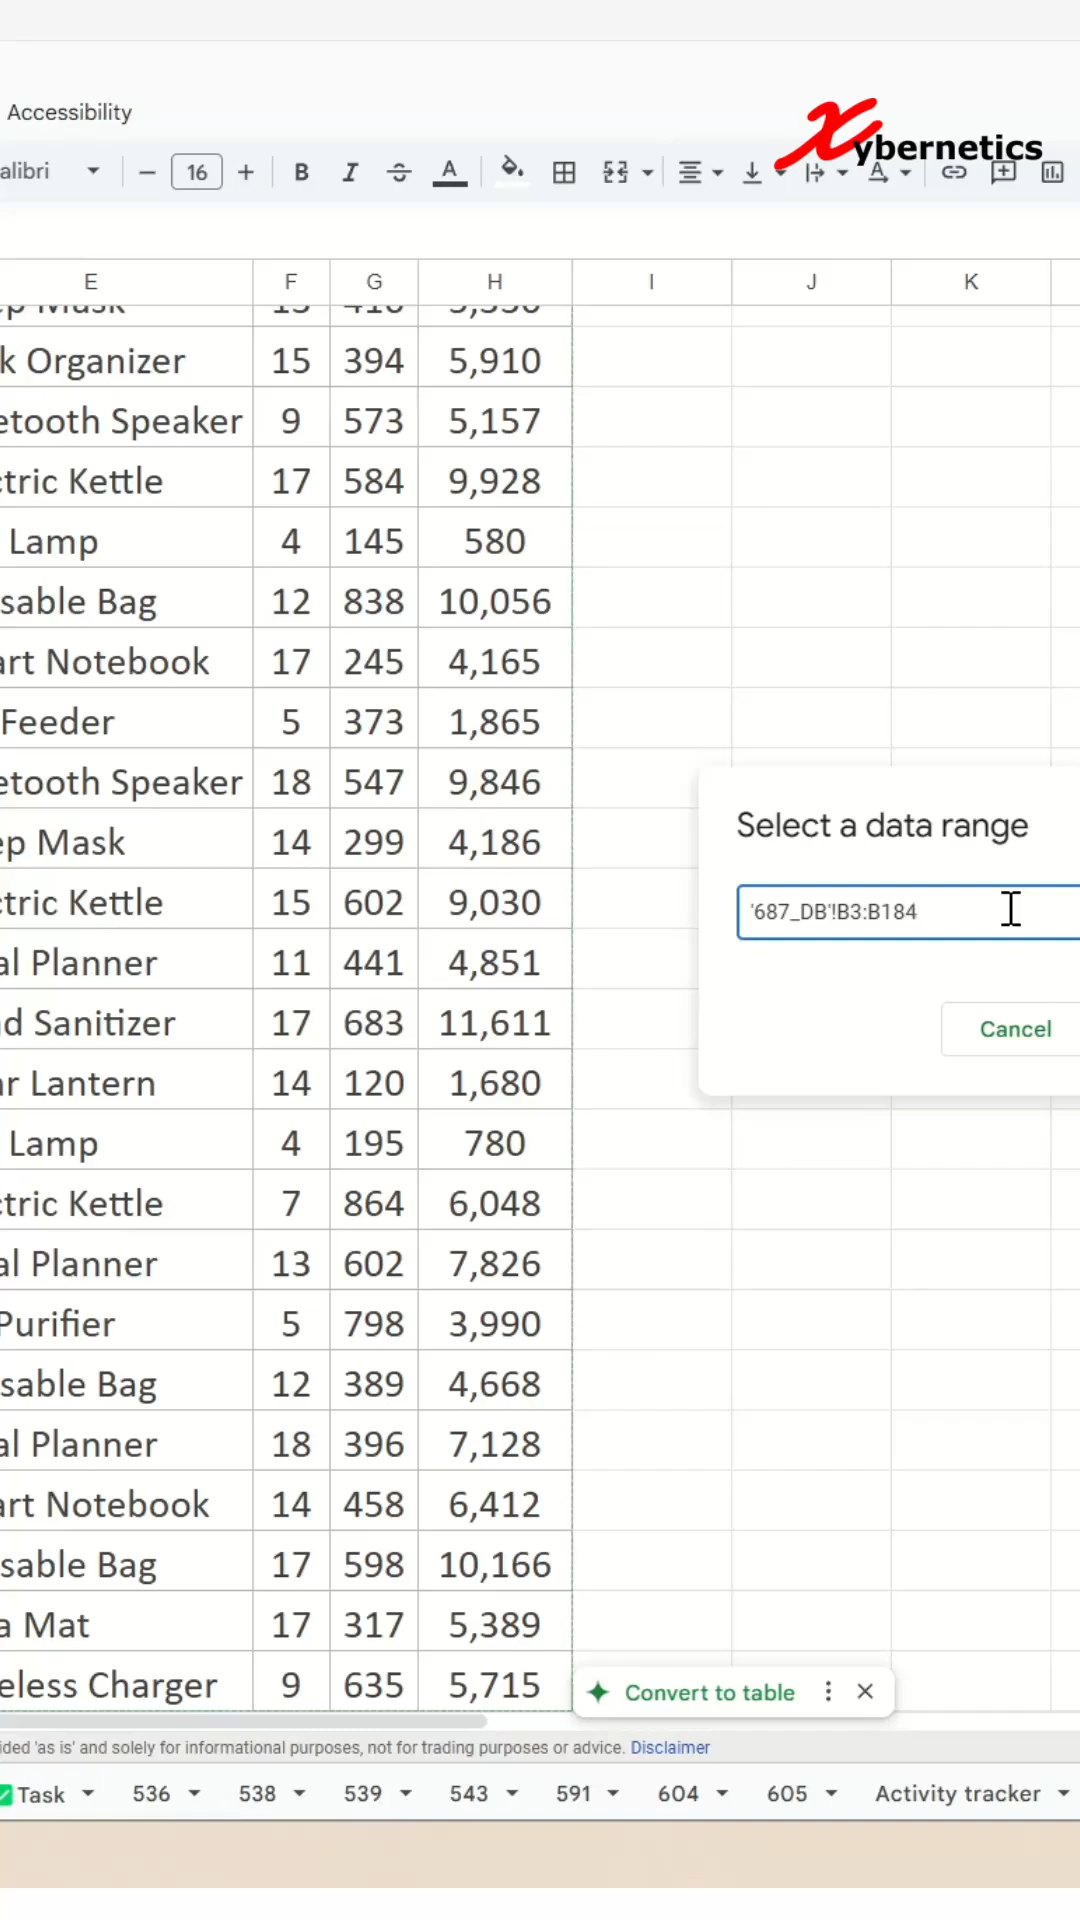 Accessibility
Xybernetics
alibri
16
B I A
E F G H I J K
k Organizer 15 394 5,910
etooth Speaker 9 573 5,157
tric Kettle 17 584 9,928
Lamp 4 145 580
sable Bag 12 838 10,056
art Notebook 17 245 4,165
Feeder 5 373 1,865
etooth Speaker 18 547 9,846
ep Mask 14 299 4,186
Select a data range
ctric Kettle 15 602 9,030
'687_DB'!B3:B184
al Planner 11 441 4,851
d Sanitizer 17 683 11,611
Cancel
ar Lantern 14 120 1,680
Lamp 4 195 780
ctric Kettle 7 864 6,048
al Planner 13 602 7,826
Purifier 5 798 3,990
sable Bag 12 389 4,668
al Planner 18 396 7,128
art Notebook 14 458 6,412
sable Bag 17 598 10,166
a Mat 17 317 5,389
eless Charger 9 635 5,715
Convert to table
ided 'as is' and solely for informational purposes, not for trading purposes or advice. Disclaimer
Task 536 538 539 543 591 604 605 Activity tracker